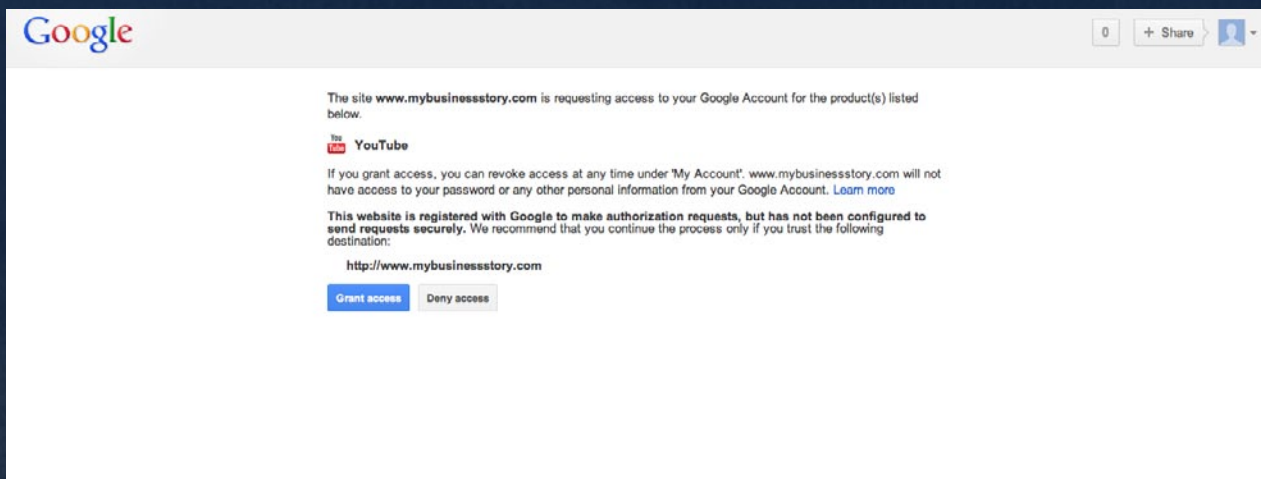 Google
0
+ Share
The site www.mybusinessstory.com is requesting access to your Google Account for the product(s) listed
below.
You
Tube
YouTube
If you grant access, you can revoke access at any time under 'My Account'. www.mybusinessstory.com will not
have access to your password or any other personal information from your Google Account. Learn more
This website is registered with Google to make authorization requests, but has not been configured to
send requests securely. We recommend that you continue the process only if you trust the following
destination:
http://www.mybusinessstory.com
Grant access
Deny access